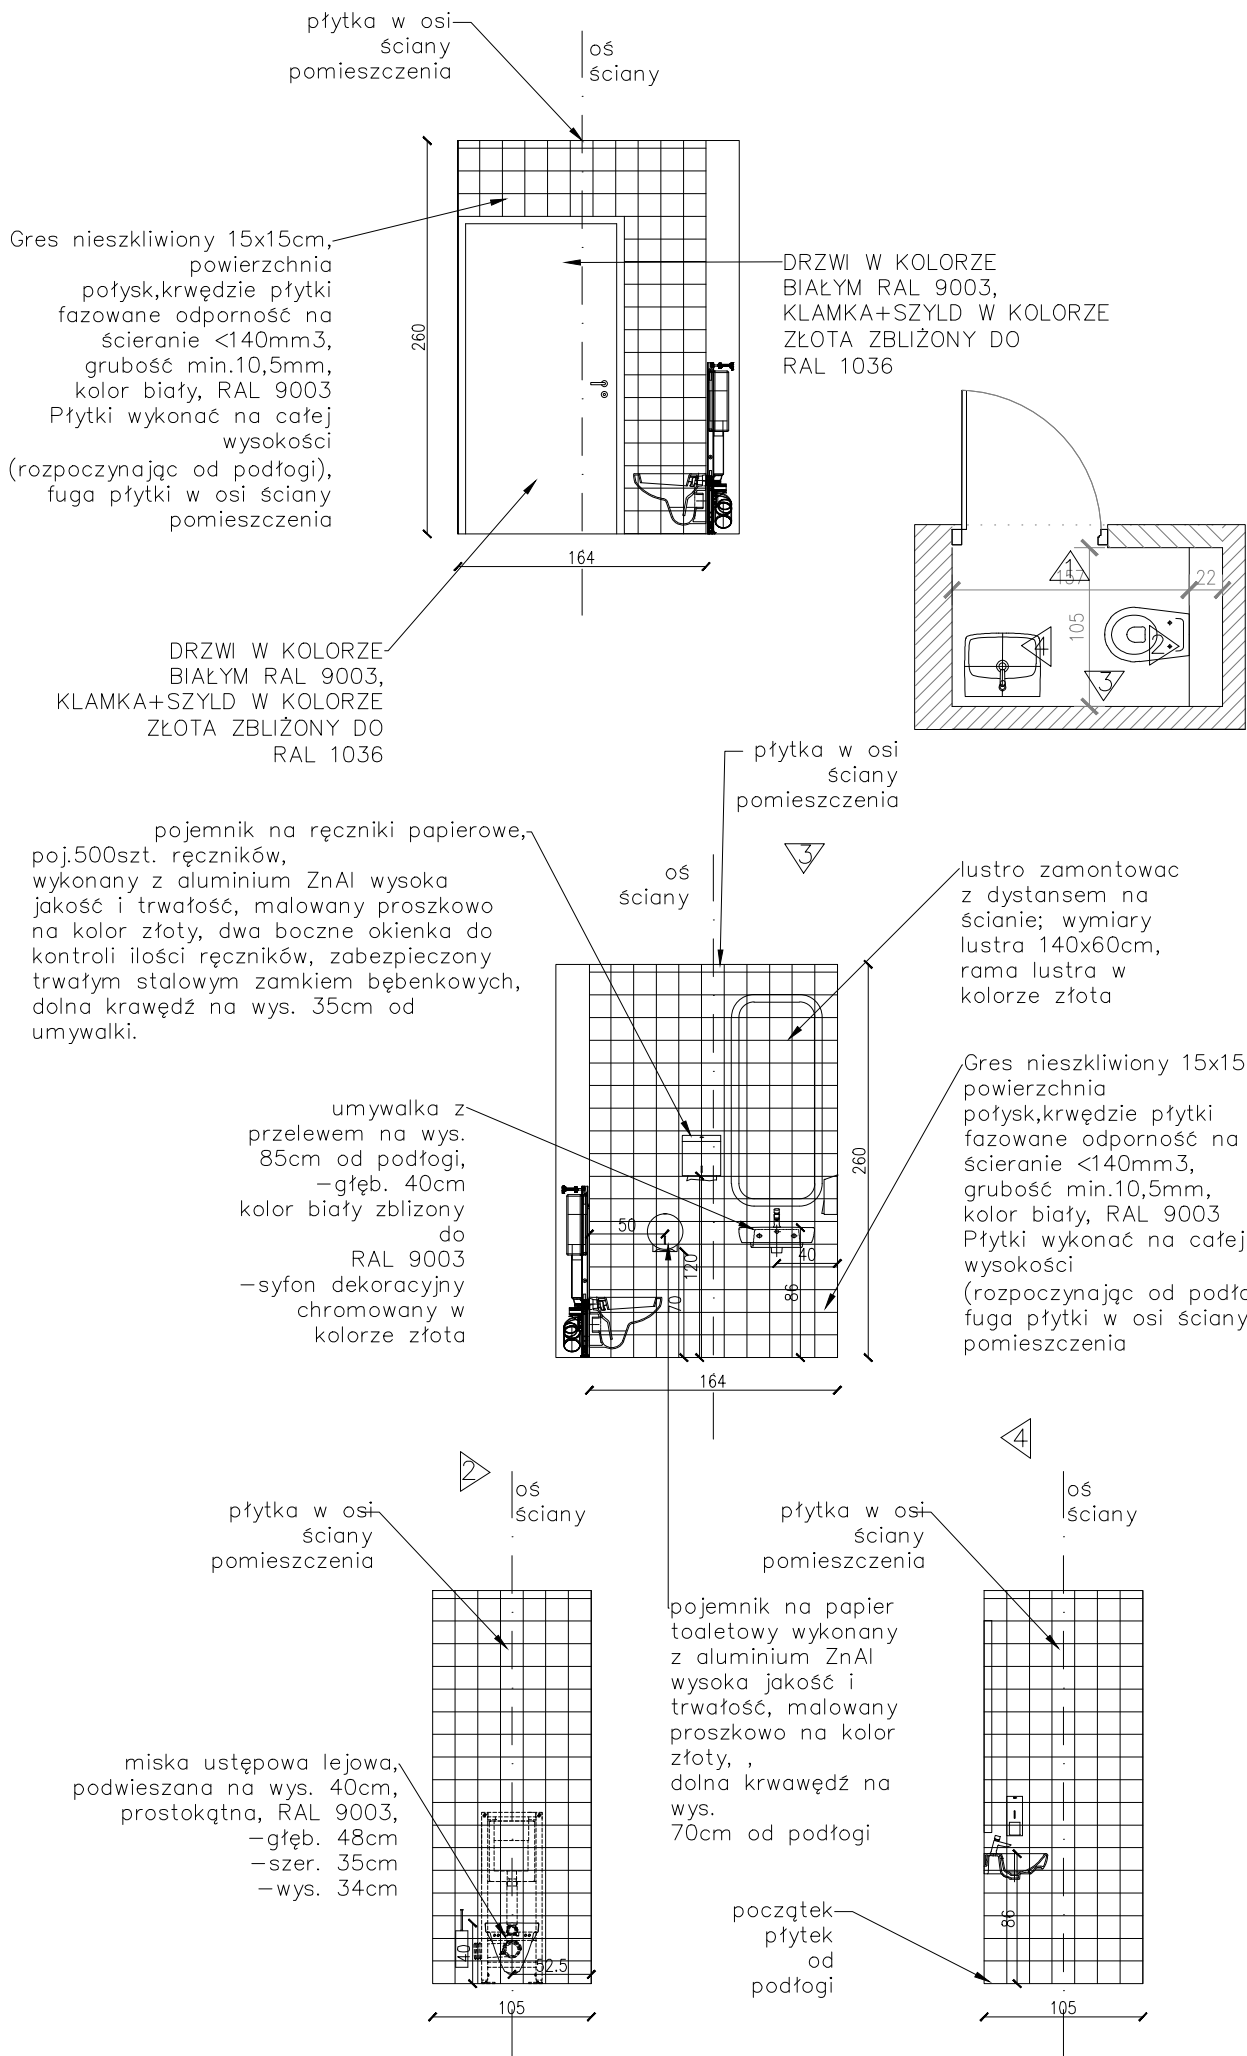 płytka w osi
ściany
pomieszczenia
oś
ściany
260
Gres nieszkliwiony 15x15cm,
powierzchnia
połysk,krwędzie płytki
fazowane odporność na
ścieranie <140mm3,
grubość min.10,5mm,
kolor biały, RAL 9003
Płytki wykonać na całej
wysokości
(rozpoczynając od podłogi),
fuga płytki w osi ściany
pomieszczenia
DRZWI W KOLORZE
BIAŁYM RAL 9003,
KLAMKA+SZYLD W KOLORZE
ZŁOTA ZBLIŻONY DO
RAL 1036
164
DRZWI W KOLORZE
BIAŁYM RAL 9003,
KLAMKA+SZYLD W KOLORZE
ZŁOTA ZBLIŻONY DO
RAL 1036
1
157
22
105
4
2
3
płytka w osi
ściany
pomieszczenia
3
oś
ściany
pojemnik na ręczniki papierowe,
poj.500szt. ręczników,
wykonany z aluminium ZnAl wysoka
jakość i trwałość, malowany proszkowo
na kolor złoty, dwa boczne okienka do
kontroli ilości ręczników, zabezpieczony
trwałym stalowym zamkiem bębenkowych,
dolna krawędź na wys. 35cm od
umywalki.
lustro zamontowac
z dystansem na
ścianie; wymiary
lustra 140x60cm,
rama lustra w
kolorze złota
umywalka z
przelewem na wys.
85cm od podłogi,
-głęb. 40cm
kolor biały zblizony
do
RAL 9003
-syfon dekoracyjny
chromowany w
kolorze złota
Gres nieszkliwiony 15x15
powierzchnia
połysk,krwędzie płytki
fazowane odporność na
ścieranie <140mm3,
grubość min.10,5mm,
kolor biały, RAL 9003
Płytki wykonać na całej
wysokości
(rozpoczynając od podło
fuga płytki w osi ściany
pomieszczenia
260
50
40
120
70
86
164
2
oś
ściany
płytka w osi
ściany
pomieszczenia
4
oś
ściany
płytka w osi
ściany
pomieszczenia
pojemnik na papier
toaletowy wykonany
z aluminium ZnAl
wysoka jakość i
trwałość, malowany
proszkowo na kolor
złoty, ,
dolna krwawędź na
wys.
70cm od podłogi
miska ustępowa lejowa,
podwieszana na wys. 40cm,
prostokątna, RAL 9003,
-głęb. 48cm
-szer. 35cm
-wys. 34cm
40
52.5
105
początek
płytek
od
podłogi
86
105